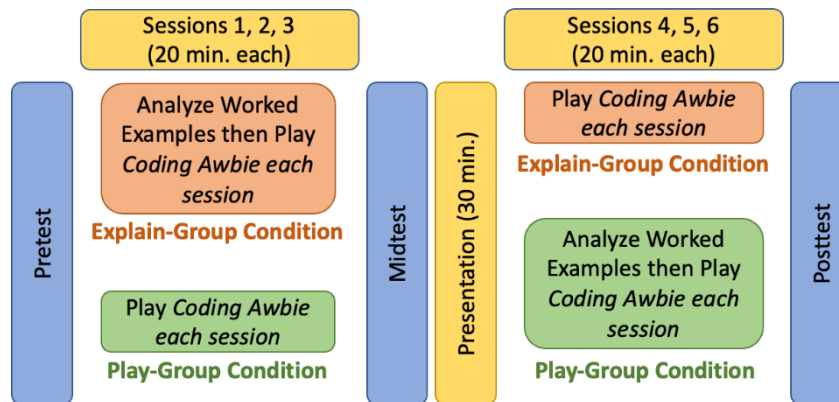 Sessions 1, 2, 3
(20 min. each)
Sessions 4, 5, 6
(20 min. each)
Pretest
Analyze Worked
Examples then Play
Coding Awbie each
session
Explain-Group Condition
Play Coding Awbie
each session
Play-Group Condition
Midtest
Presentation (30 min.)
Play Coding Awbie
each session
Explain-Group Condition
Analyze Worked
Examples then Play
Coding Awbie each
session
Play-Group Condition
Posttest